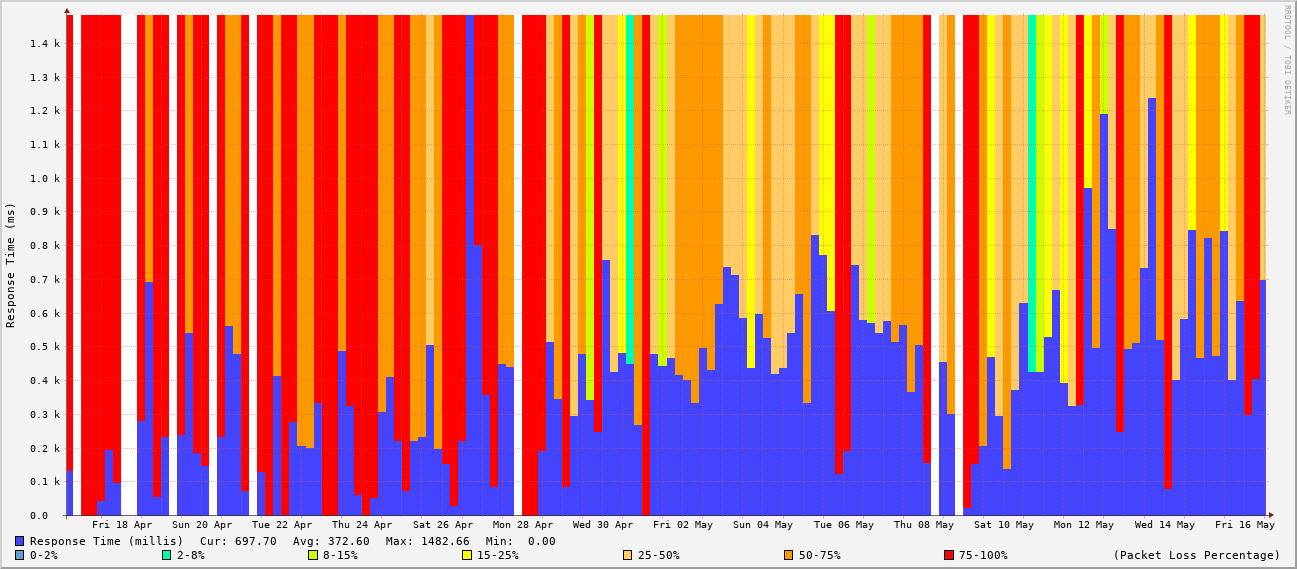 RRDTOOL / TOBI OETIKER
Response Time (ms)
1.4 k
1.3 k
1.2 k
1.1 k
1.0 k
0.9 k
0.8 k
0.7 k
0.6 k
0.5 k
0.4 k
0.3 k
0.2 k
0.1 k
0.0
Fri 18 Apr Sun 20 Apr Tue 22 Apr Thu 24 Apr Sat 26 Apr Mon 28 Apr Wed 30 Apr Fri 02 May Sun 04 May Tue 06 May Thu 08 May Sat 10 May Mon 12 May Wed 14 May Fri 16 May
Response Time (millis) Cur: 697.70 Avg: 372.60 Max: 1482.66 Min: 0.00
0-2% 2-8% 8-15% 15-25% 25-50% 50-75% 75-100% (Packet Loss Percentage)